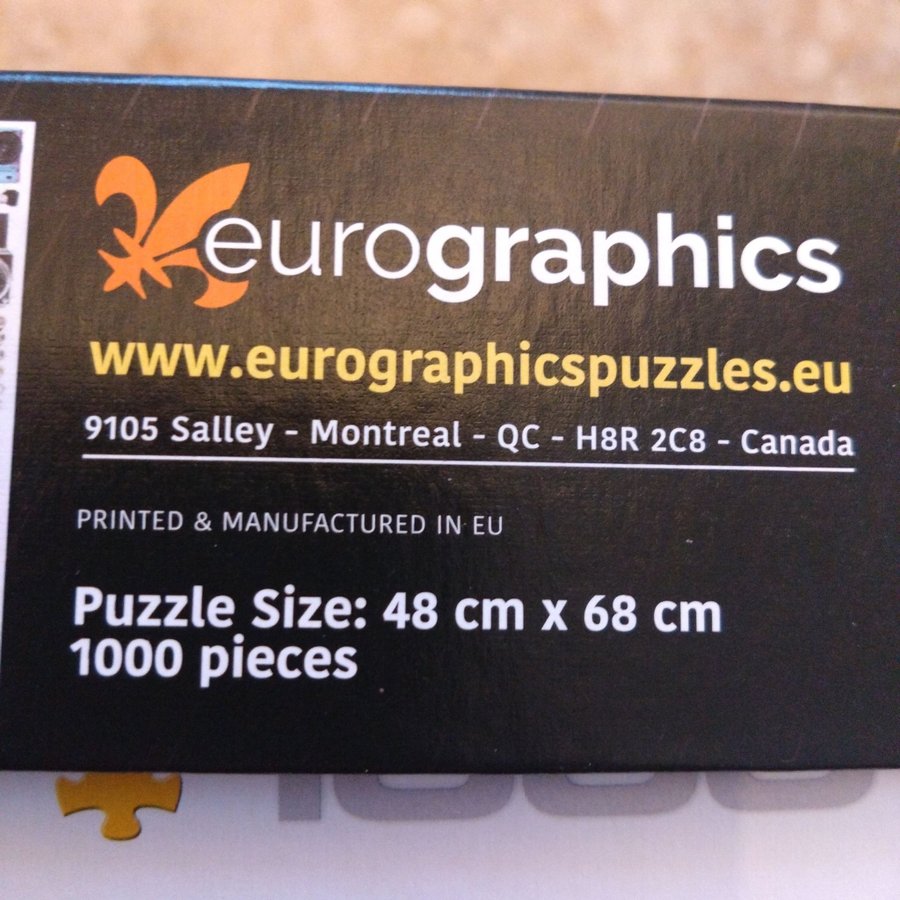 eurographics
www.eurographicspuzzles.eu
9105 Salley - Montreal - QC - H8R 2C8 - Canada
PRINTED & MANUFACTURED IN EU
Puzzle Size: 48 cm x 68 cm
1000 pieces
1000